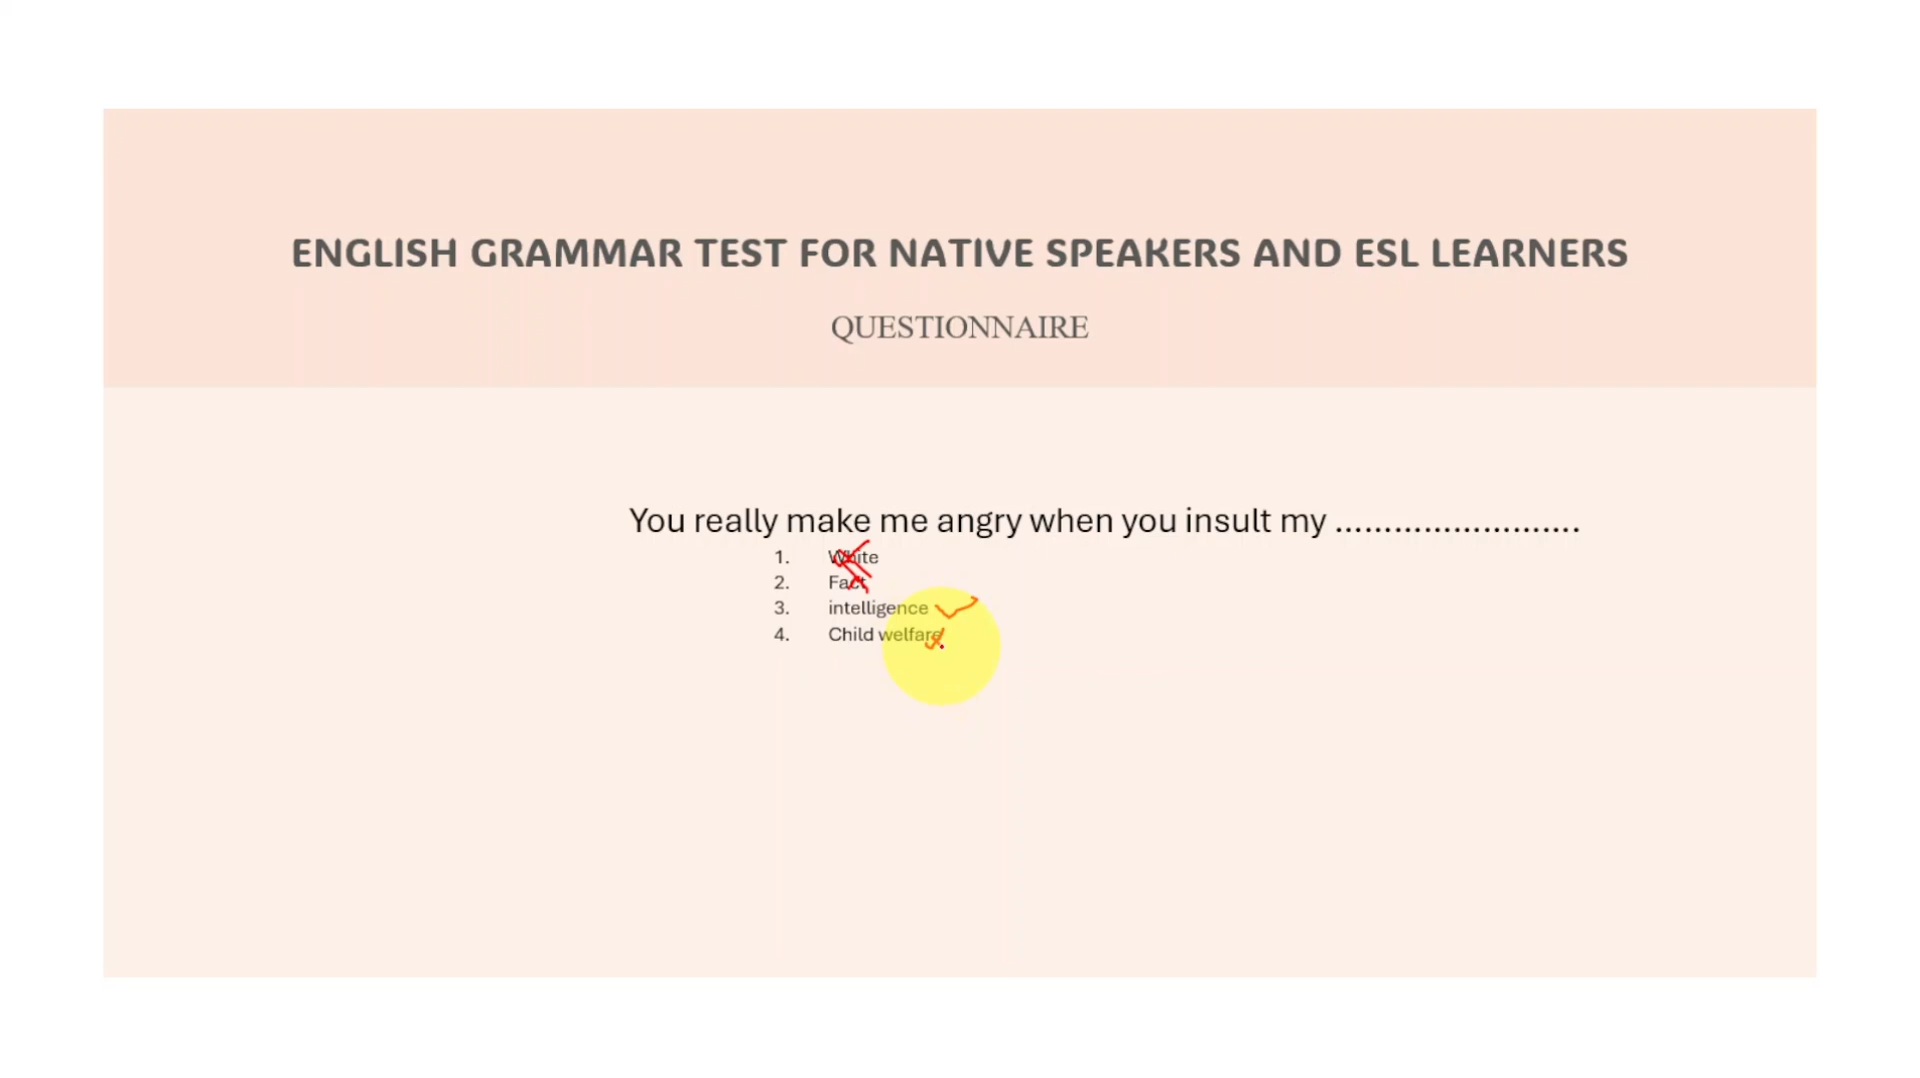 ENGLISH GRAMMAR TEST FOR NATIVE SPEAKERS AND ESL LEARNERS
QUESTIONNAIRE
You really make me angry when you insult my ........................
1. White
2. Fact
3. intelligence
4. Child welfare